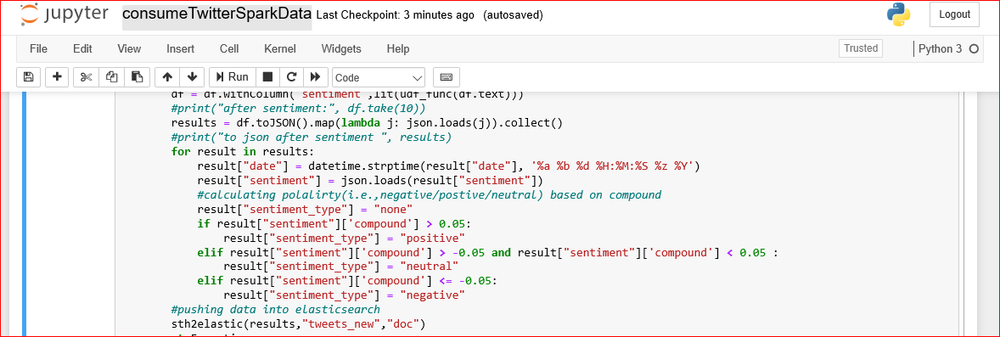 jupyter consumeTwitterSparkData Last Checkpoint: 3 minutes ago (autosaved)
Logout
File Edit View Insert Cell Kernel Widgets Help
Trusted
Python 3
Run
Code
df = df.withColumn("sentiment",lit(udf_func(df.text)))
#print("after sentiment:", df.take(10))
results = df.toJSON().map(lambda j: json.loads(j)).collect()
#print("to json after sentiment ", results)
for result in results:
result["date"] = datetime.strptime(result["date"], '%a %b %d %H:%M:%S %z %Y')
result["sentiment"] = json.loads(result["sentiment"])
#calculating polalirty(i.e.,negative/postive/neutral) based on compound
result["sentiment_type"] = "none"
if result["sentiment"]['compound'] > 0.05:
result["sentiment_type"] = "positive"
elif result["sentiment"]['compound'] > -0.05 and result["sentiment"]['compound'] < 0.05 :
result["sentiment_type"] = "neutral"
elif result["sentiment"]['compound'] <= -0.05:
result["sentiment_type"] = "negative"
#pushing data into elasticsearch
sth2elastic(results,"tweets_new","doc")